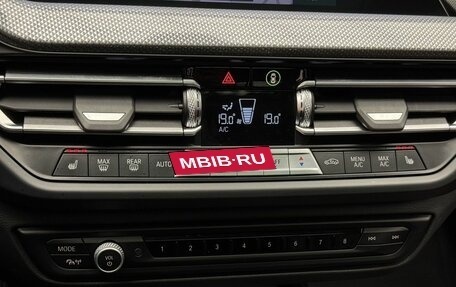 19.0°
19.0°
A/C
MAX
REAR
AUTO
OFF
MENU A/C
MAX A/C
MBIB-RU
MODE
VOL
1 2 3 4 5 6 7 8